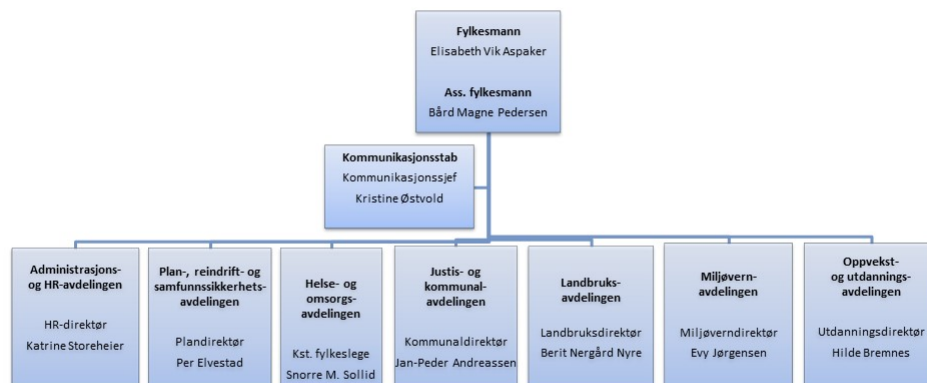 Fylkesmann
Elisabeth Vik Aspaker
Ass. fylkesmann
Bård Magne Pedersen
Kommunikasjonsstab
Kommunikasjonssjef
Kristine Østvold
Administrasjons-
og HR-avdelingen
HR-direktør
Katrine Storeheier
Plan-, reindrift- og
samfunnssikkerhets-
avdelingen
Plandirektør
Per Elvestad
Helse- og
omsorgs-
avdelingen
Kst. fylkeslege
Snorre M. Sollid
Justis- og
kommunal-
avdelingen
Kommunaldirektør
Jan-Peder Andreassen
Landbruks-
avdelingen
Landbruksdirektør
Berit Nergård Nyre
Miljøvern-
avdelingen
Miljøverndirektør
Evy Jørgensen
Oppvekst-
og utdannings-
avdelingen
Utdanningsdirektør
Hilde Bremnes